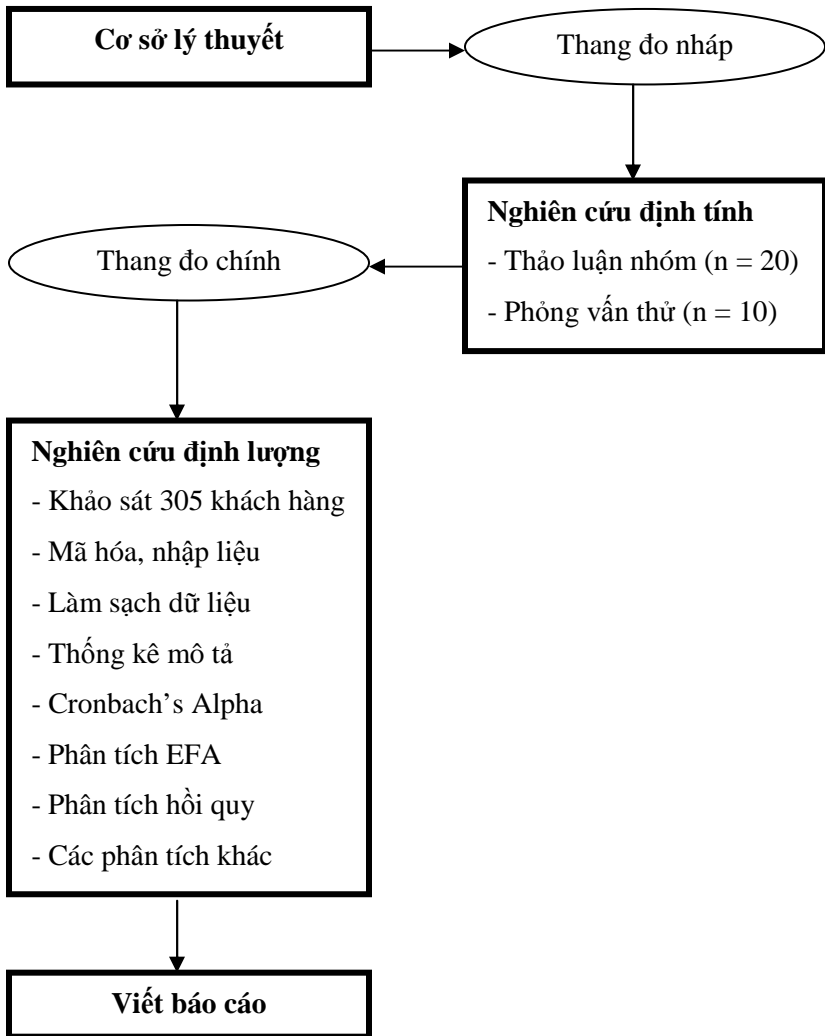 Cơ sở lý thuyết
Thang đo nháp
Nghiên cứu định tính
- Thảo luận nhóm (n = 20)
- Phỏng vấn thử (n = 10)
Thang đo chính
Nghiên cứu định lượng
- Khảo sát 305 khách hàng
- Mã hóa, nhập liệu
- Làm sạch dữ liệu
- Thống kê mô tả
- Cronbach’s Alpha
- Phân tích EFA
- Phân tích hồi quy
- Các phân tích khác
Viết báo cáo